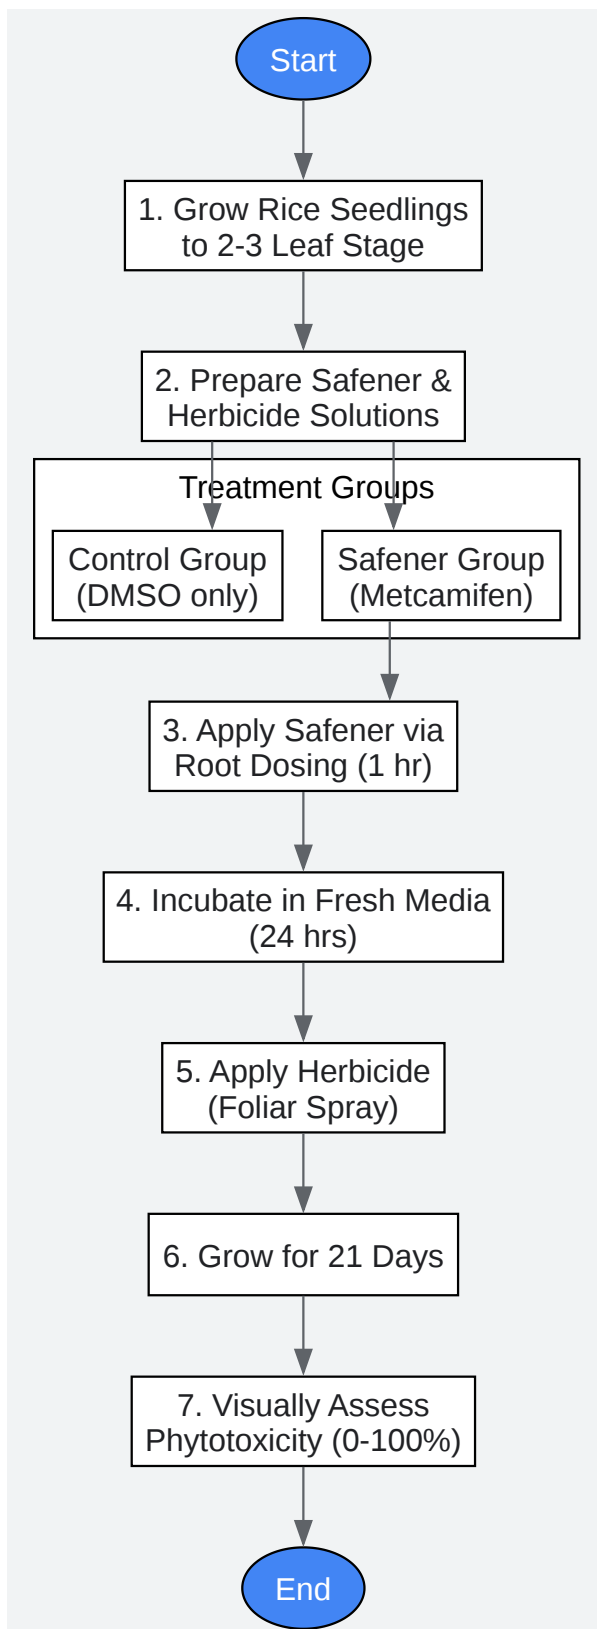 Start
1. Grow Rice Seedlings
to 2-3 Leaf Stage
2. Prepare Safener &
Herbicide Solutions
Treatment Groups
Control Group
(DMSO only)
Safener Group
(Metcamifen)
3. Apply Safener via
Root Dosing (1 hr)
4. Incubate in Fresh Media
(24 hrs)
5. Apply Herbicide
(Foliar Spray)
6. Grow for 21 Days
7. Visually Assess
Phytotoxicity (0-100%)
End